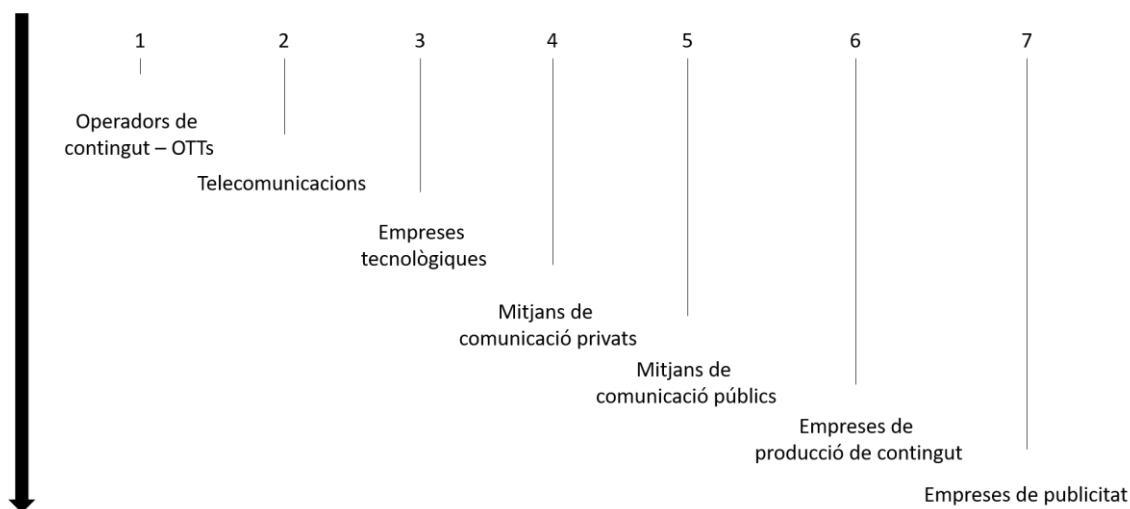 1 2 3 4 5 6 7
Operadors de
contingut – OTTs
Telecomunicacions
Empreses
tecnològiques
Mitjans de
comunicació privats
Mitjans de
comunicació públics
Empreses de
producció de contingut
Empreses de publicitat